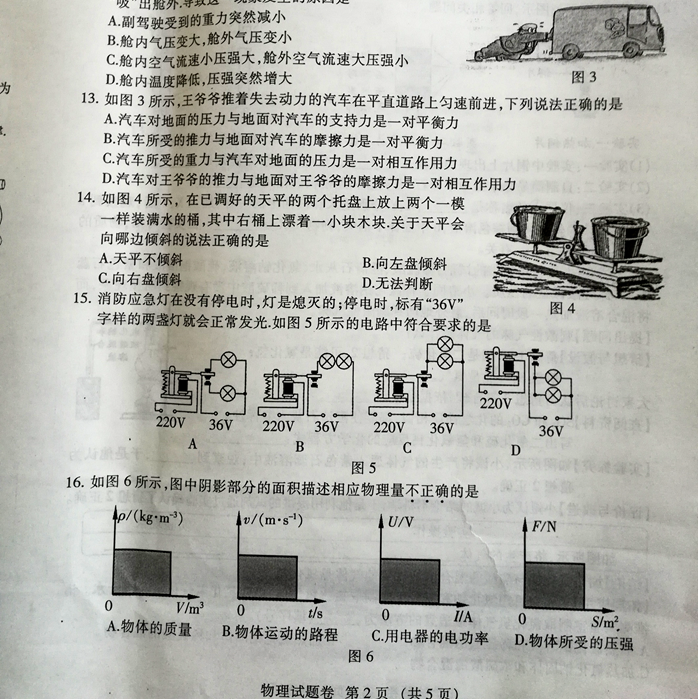 吸"出舱外,导致这一现象发生的原因是
A.副驾驶受到的重力突然减小
B.舱内气压变大,舱外气压变小
C.舱内空气流速小压强大,舱外空气流速大压强小
D.舱内温度降低,压强突然增大
图3
13. 如图3所示,王爷爷推着失去动力的汽车在平直道路上匀速前进,下列说法正确的是
A.汽车对地面的压力与地面对汽车的支持力是一对平衡力
B.汽车所受的推力与地面对汽车的摩擦力是一对平衡力
C.汽车所受的重力与汽车对地面的压力是一对相互作用力
D.汽车对王爷爷的推力与地面对王爷爷的摩擦力是一对相互作用力
14. 如图4所示, 在已调好的天平的两个托盘上放上两个一模
一样装满水的桶,其中右桶上漂着一小块木块.关于天平会
向哪边倾斜的说法正确的是
A.天平不倾斜 B.向左盘倾斜
C.向右盘倾斜 D.无法判断
图4
15. 消防应急灯在没有停电时,灯是熄灭的;停电时,标有“36V”
字样的两盏灯就会正常发光.如图5所示的电路中符合要求的是
220V 36V 220V 36V 220V 36V 220V 36V
A B C D
图5
16. 如图6所示,图中阴影部分的面积描述相应物理量不正确的是
ρ/(kg·m⁻³) v/(m·s⁻¹) U/V F/N
0 V/m³ 0 t/s 0 I/A 0 S/m²
A.物体的质量 B.物体运动的路程 C.用电器的电功率 D.物体所受的压强
图6
物理试题卷 第2页 (共5页)
为